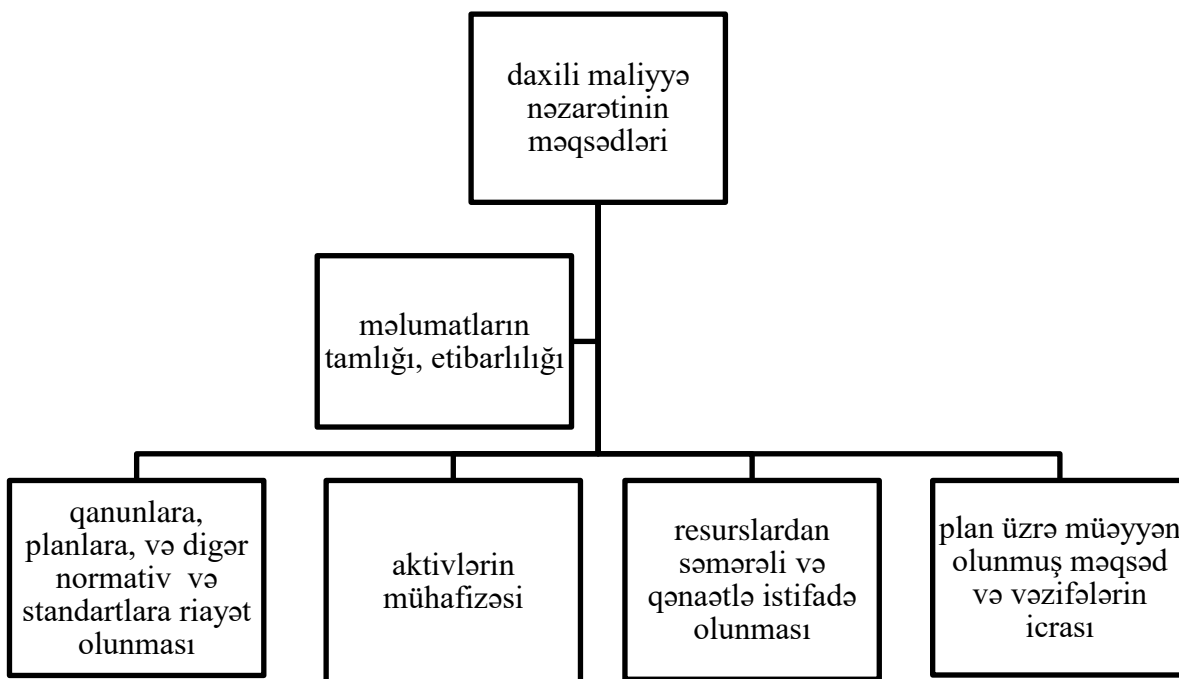 daxili maliyyə
nəzarətinin
məqsədləri
məlumatların
tamlığı, etibarlılığı
qanunlara,
planlara, və digər
normativ və
standartlara riayət
olunması
aktivlərin
mühafizəsi
resurslardan
səmərəli və
qənaətlə istifadə
olunması
plan üzrə müəyyən
olunmuş məqsəd
və vəzifələrin
icrası